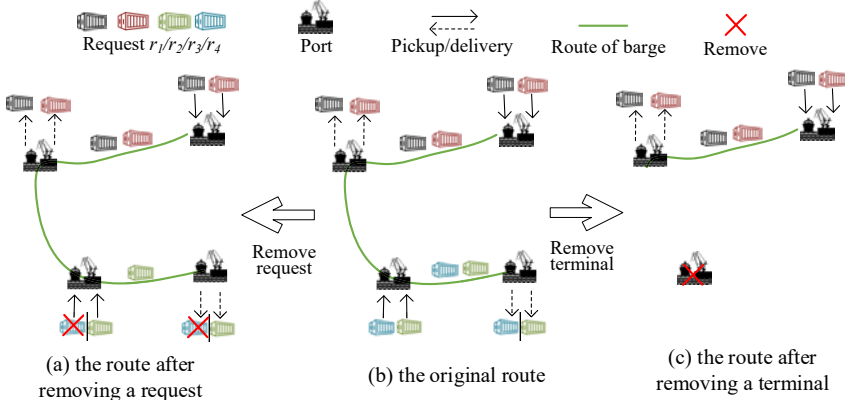 Request r1/r2/r3/r4
Port
Pickup/delivery
Route of barge
Remove
Remove
request
Remove
terminal
(a) the route after
removing a request
(b) the original route
(c) the route after
removing a terminal